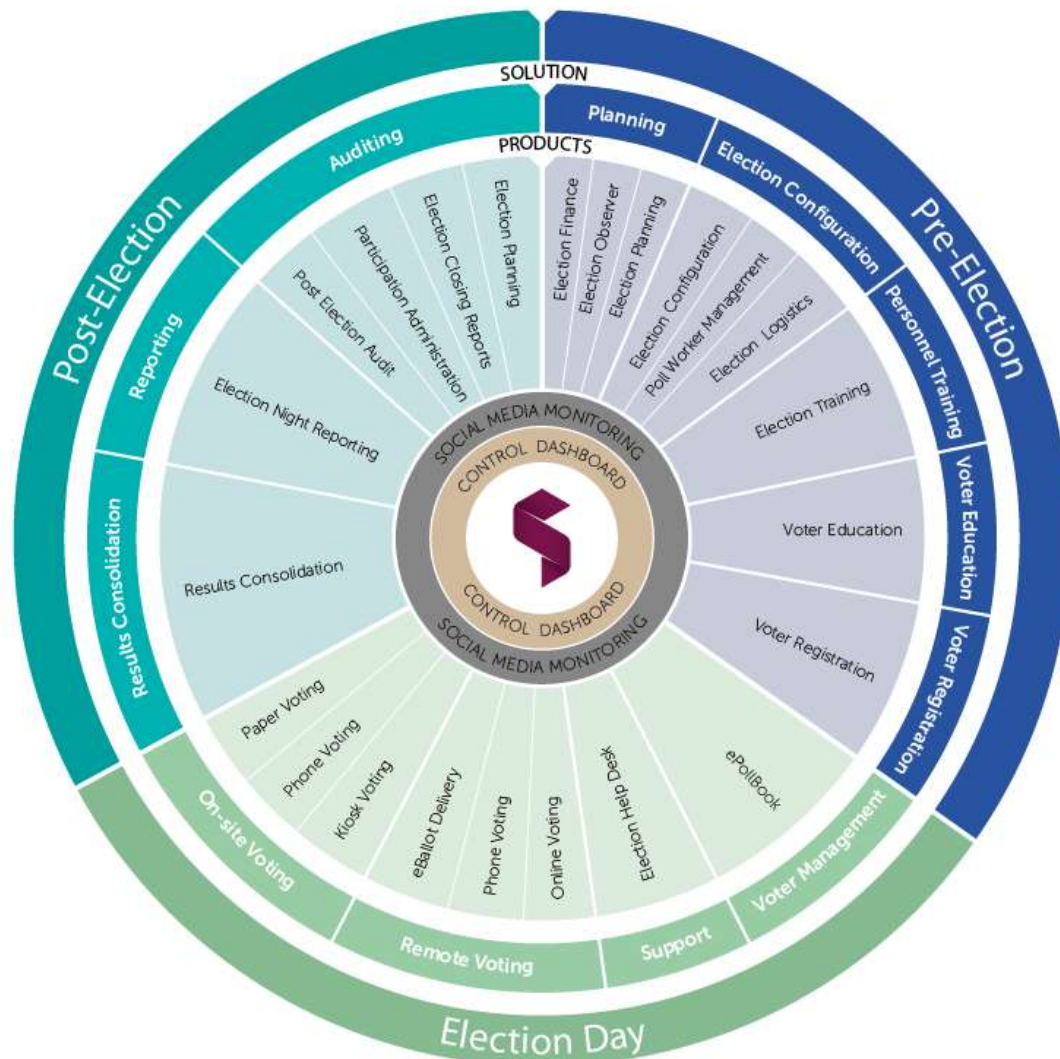 SOLUTION
PRODUCTS
Pre-Election
Planning
Election Configuration
Personnel Training
Voter Education
Voter Registration
Election Finance
Election Observer
Election Planning
Election Configuration
Poll Worker Management
Election Logistics
Election Training
Voter Education
Voter Registration
Election Day
Voter Management
Support
Remote Voting
On-site Voting
ePollBook
Election Help Desk
Online Voting
Phone Voting
eBallot Delivery
Kiosk Voting
Phone Voting
Paper Voting
Post-Election
Results Consolidation
Reporting
Auditing
Results Consolidation
Election Night Reporting
Post Election Audit
Participation Administration
Election Closing Reports
Election Planning
SOCIAL MEDIA MONITORING
CONTROL DASHBOARD
CONTROL DASHBOARD
SOCIAL MEDIA MONITORING